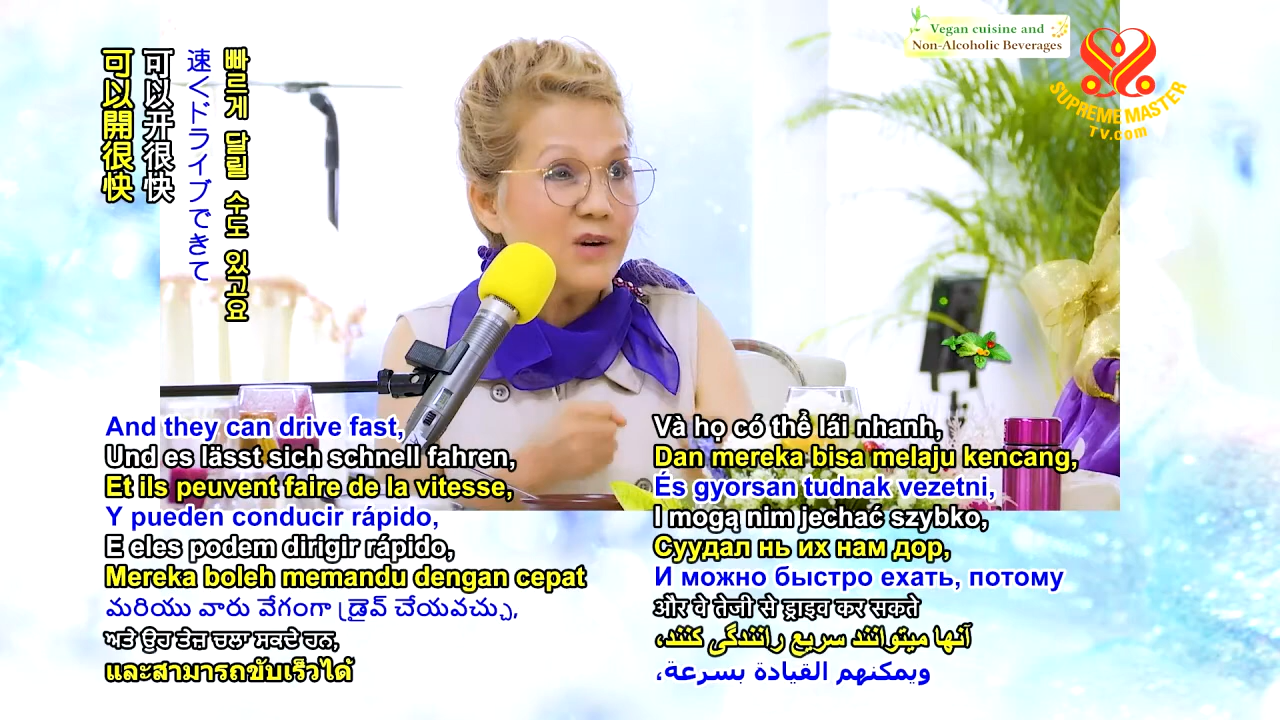 Vegan cuisine and
Non-Alcoholic Beverages
SUPREME MASTER
TV.com
可以開很快
可以开很快
速くドライブできて
빠르게 달릴 수도 있고요
And they can drive fast,
Und es lässt sich schnell fahren,
Et ils peuvent faire de la vitesse,
Y pueden conducir rápido,
E eles podem dirigir rápido,
Mereka boleh memandu dengan cepat
మరియు వారు వేగంగా డ్రైవ్ చేయవచ్చు,
ਅਤੇ ਉਹ ਤੇਜ਼ ਚਲਾ ਸਕਦੇ ਹਨ,
และสามารถขับเร็วได้
Và họ có thể lái nhanh,
Dan mereka bisa melaju kencang,
És gyorsan tudnak vezetni,
I mogą nim jechać szybko,
Суудал нь их нам дор,
И можно быстро ехать, потому
और वे तेजी से ड्राइव कर सकते
آنها میتوانند سریع رانندگی کنند،
ويمكنهم القيادة بسرعة،